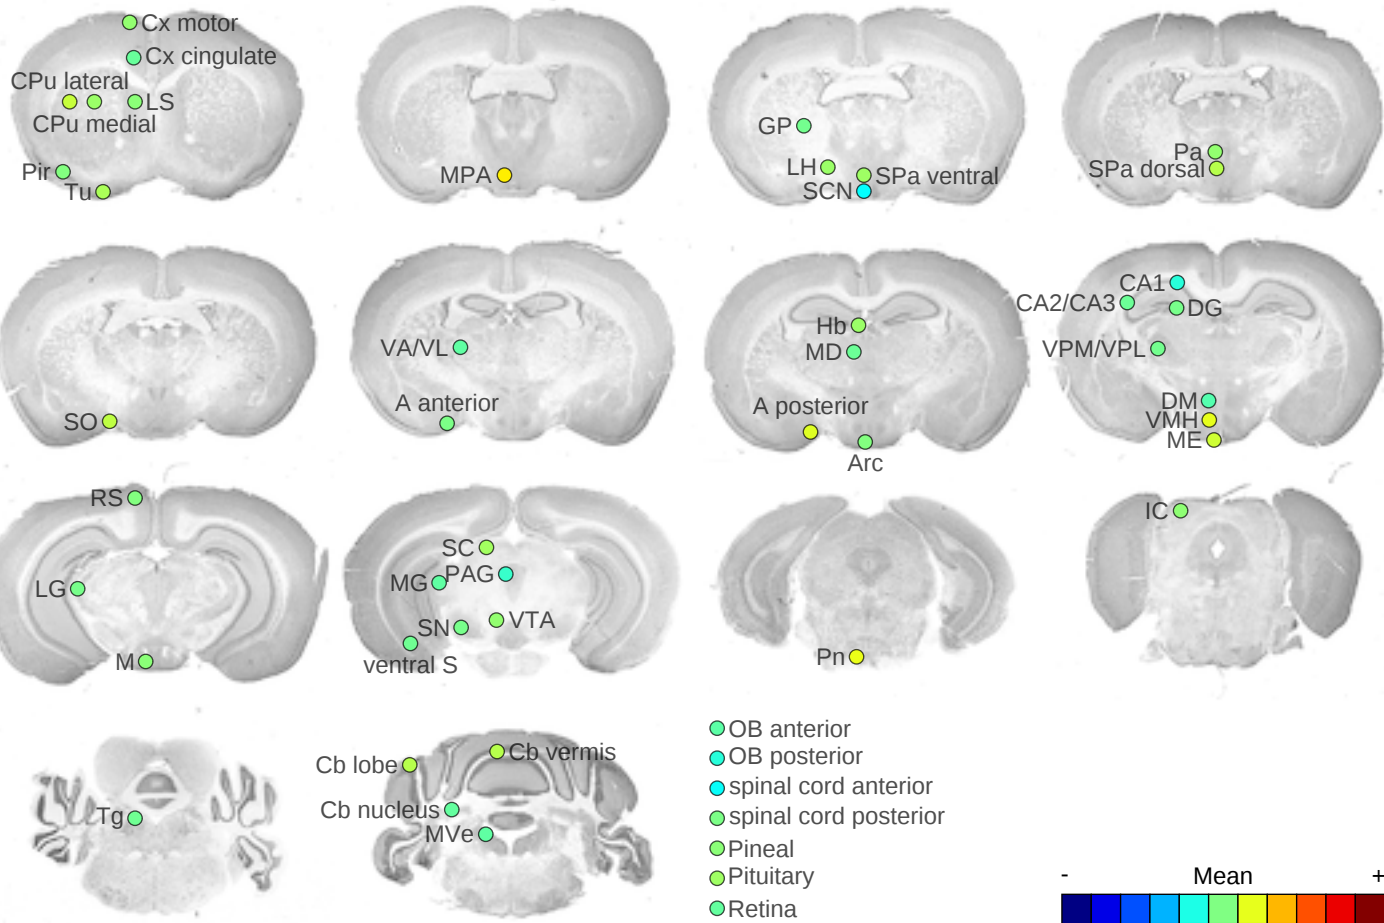 Cx motor
Cx cingulate
CPu lateral
LS
CPu medial
Pir
Tu
MPA
GP
LH
SPa ventral
SCN
Pa
SPa dorsal
SO
VA/VL
A anterior
Hb
MD
A posterior
Arc
CA1
CA2/CA3
DG
VPM/VPL
DM
VMH
ME
RS
LG
M
SC
MG
PAG
SN
VTA
ventral S
Pn
IC
Tg
Cb lobe
Cb vermis
Cb nucleus
MVe
OB anterior
OB posterior
spinal cord anterior
spinal cord posterior
Pineal
Pituitary
Retina
- Mean +